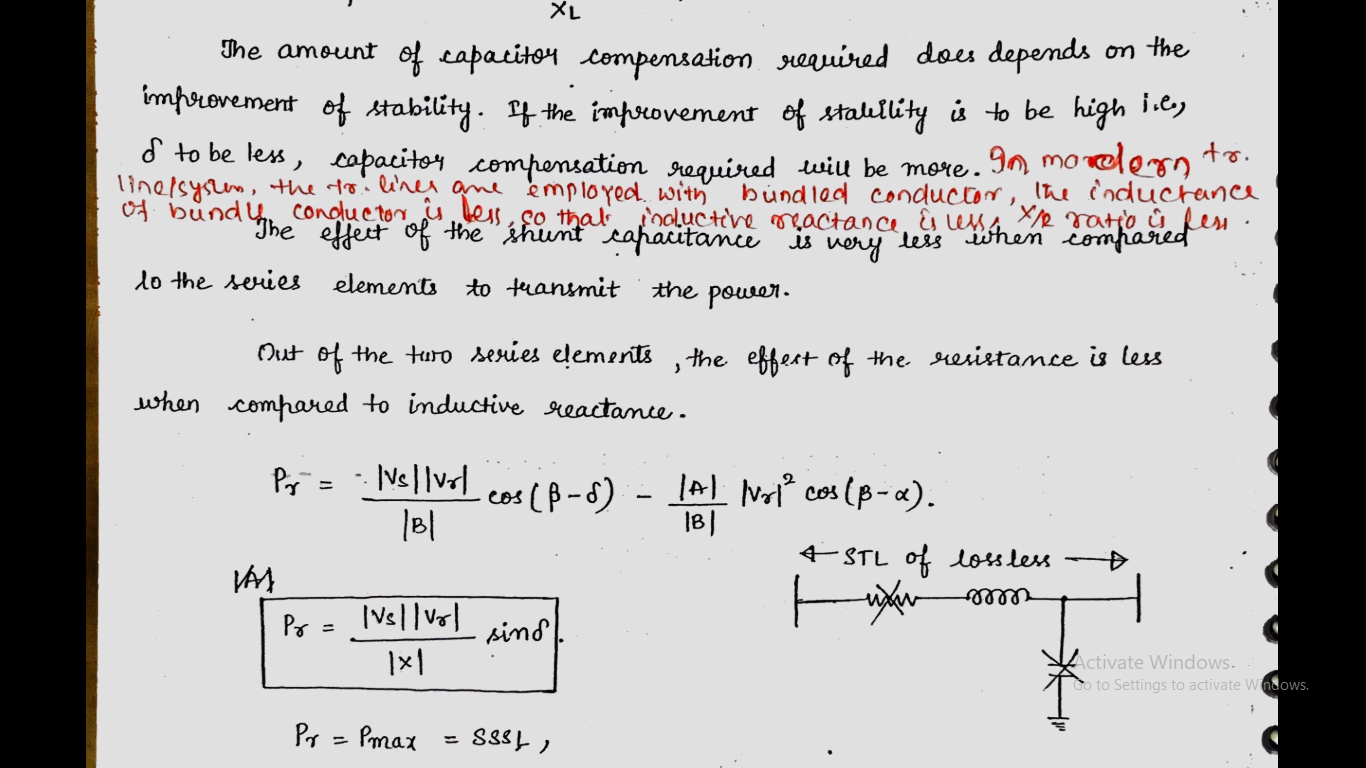 XL
The amount of capacitor compensation required does depends on the
improvement of stability. If the improvement of stability is to be high i.e.,
δ to be less, capacitor compensation required will be more. In mordern tr.
line/system, the tr. lines are employed with bundled conductor, the inductance
of bundle conductor is less, so that inductive reactance is less, X/R ratio is less.
The effect of the shunt capacitance is very less when compared
to the series elements to transmit the power.
Out of the two series elements, the effect of the resistance is less
when compared to inductive reactance.
Pr = |Vs||Vr| / |B| cos(β-δ) - |A| / |B| |Vr|² cos(β-α).
STL of lossless
|A|
Pr = |Vs||Vr| / |X| sinδ.
Activate Windows.
Go to Settings to activate Windows.
Pr = Pmax = SSSL,